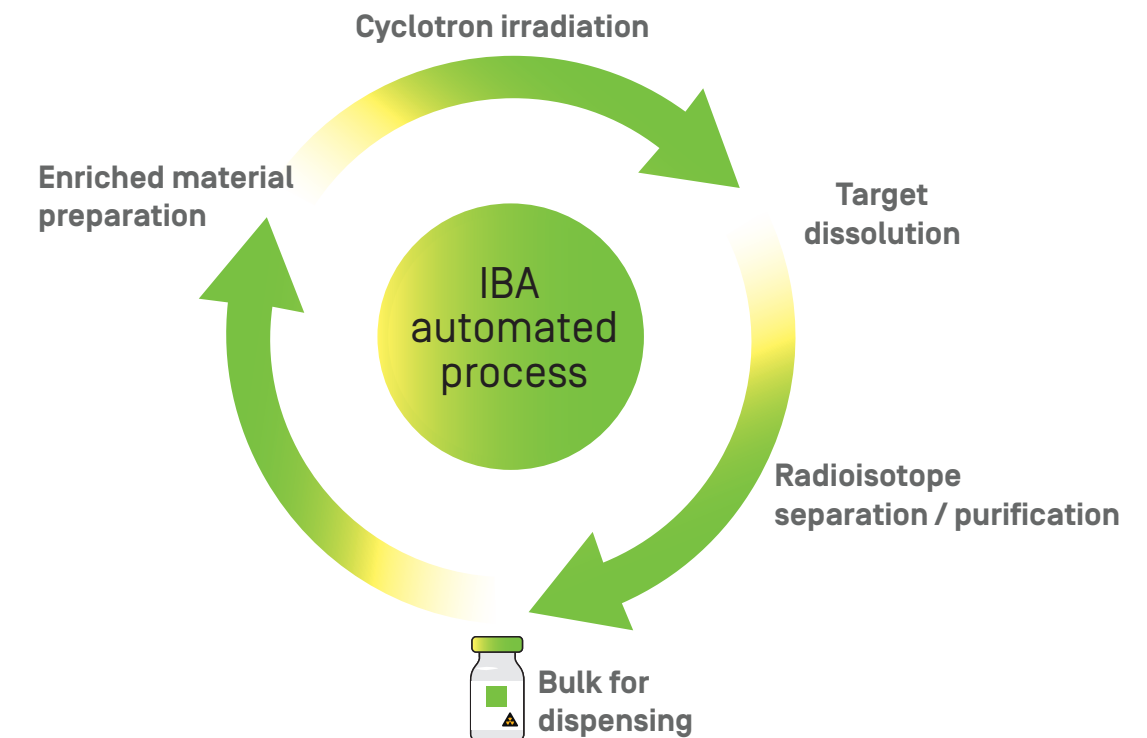 Cyclotron irradiation
Enriched material
preparation
Target
dissolution
IBA
automated
process
Radioisotope
separation / purification
Bulk for
dispensing